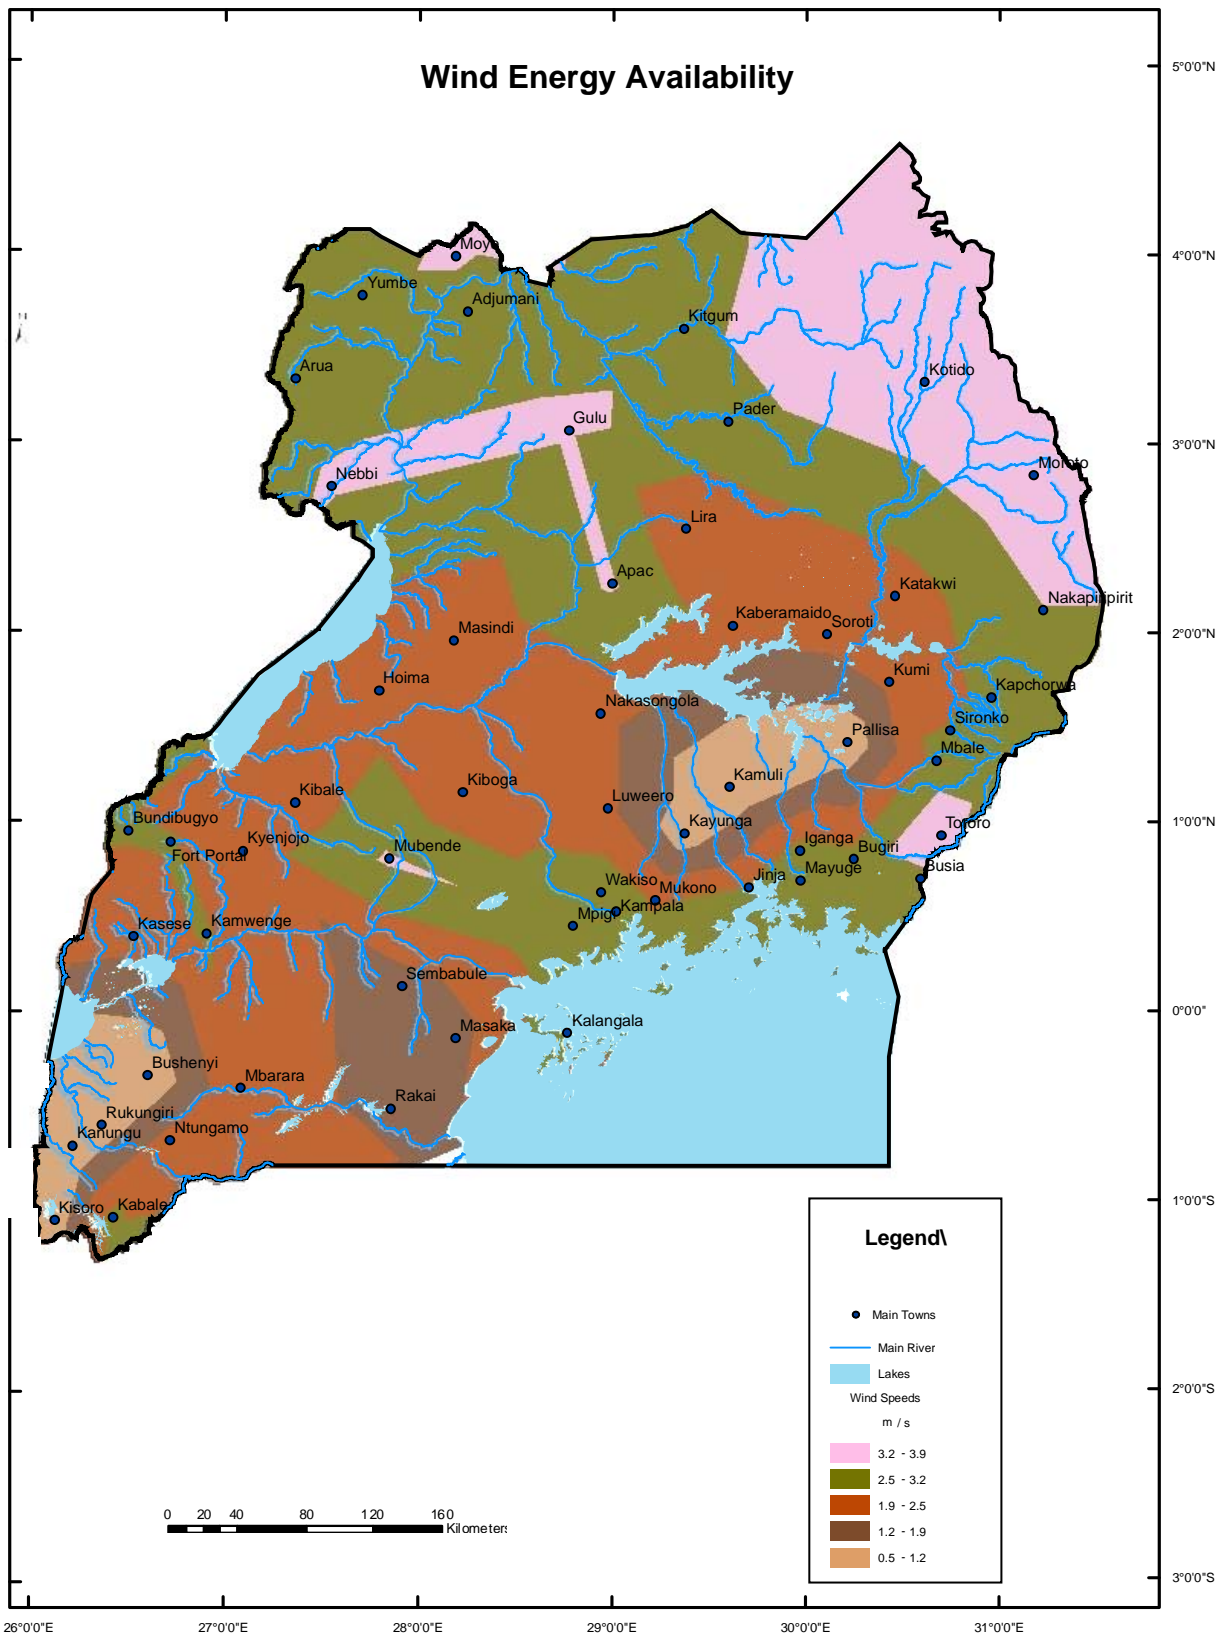 Wind Energy Availability
5°0'0"N
4°0'0"N
3°0'0"N
2°0'0"N
1°0'0"N
0°0'0"
1°0'0"S
2°0'0"S
3°0'0"S
Moyo
Yumbe
Adjumani
Kitgum
Arua
Kotido
Pader
Gulu
Nebbi
Moroto
Lira
Apac
Katakwi
Nakapiripirit
Kaberamaido
Soroti
Masindi
Hoima
Kumi
Kapchorwa
Nakasongola
Sironko
Pallisa
Mbale
Kamuli
Kiboga
Kibale
Luweero
Bundibugyo
Kayunga
Tororo
Fort Portal
Kyenjojo
Mubende
Iganga
Bugiri
Busia
Wakiso
Mukono
Jinja
Mayuge
Mpigi
Kampala
Kasese
Kamwenge
Sembabule
Masaka
Kalangala
Bushenyi
Mbarara
Rakai
Rukungiri
Kanungu
Ntungamo
Kisoro
Kabale
Legend\
Main Towns
Main River
Lakes
Wind Speeds
m / s
3.2 - 3.9
2.5 - 3.2
1.9 - 2.5
1.2 - 1.9
0.5 - 1.2
0 20 40 80 120 160
Kilometers
26°0'0"E 27°0'0"E 28°0'0"E 29°0'0"E 30°0'0"E 31°0'0"E